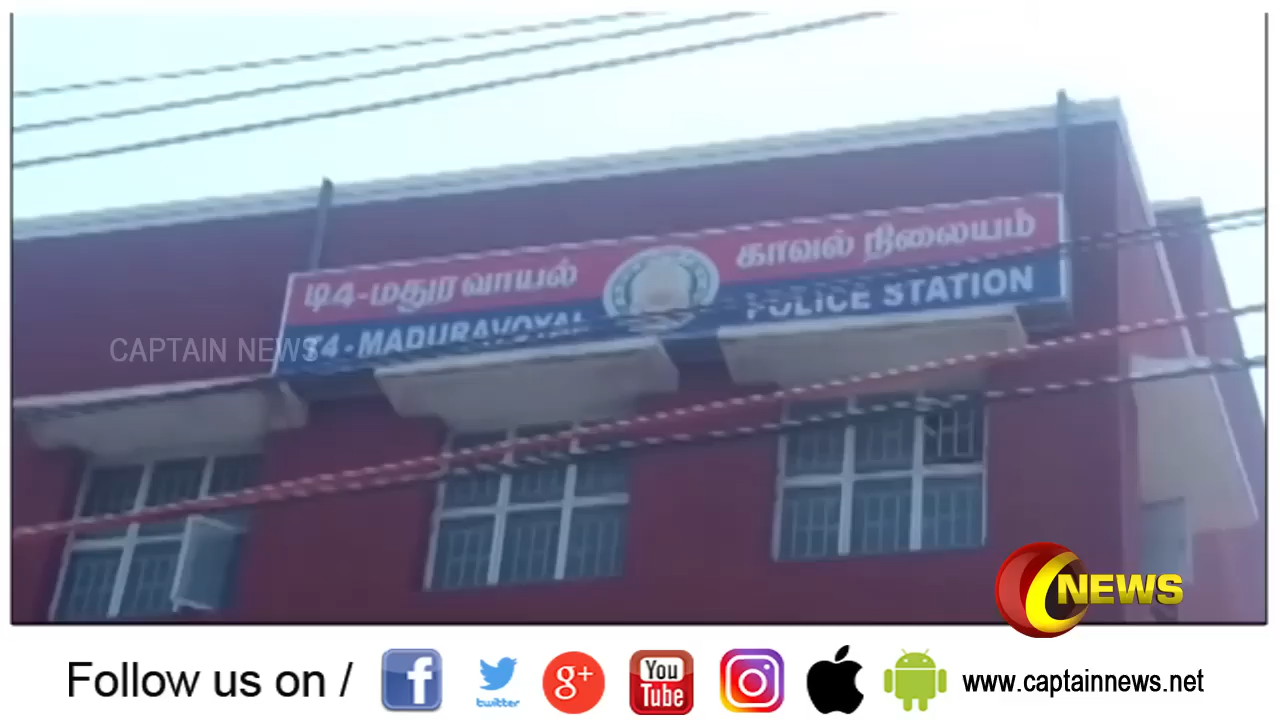 டி4-மதுரவாயல் காவல் நிலையம்
T4-MADURAVOYAL POLICE STATION
CAPTAIN NEWS
NEWS
Follow us on /
f
twitter
g+
You
Tube
www.captainnews.net